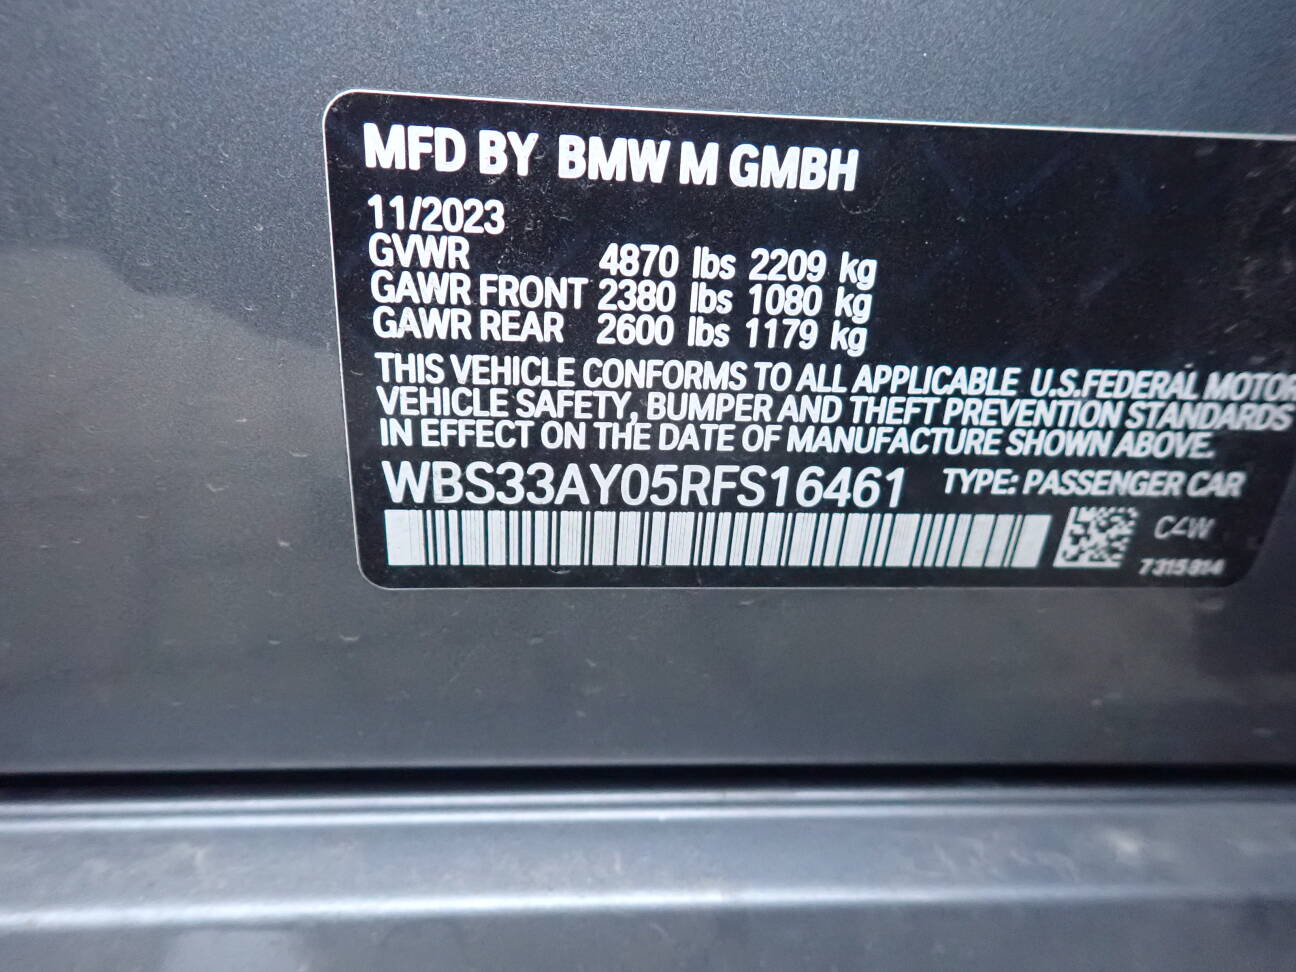 MFD BY BMW M GMBH
11/2023
GVWR 4870 lbs 2209 kg
GAWR FRONT 2380 lbs 1080 kg
GAWR REAR 2600 lbs 1179 kg
THIS VEHICLE CONFORMS TO ALL APPLICABLE U.S.FEDERAL MOTOR
VEHICLE SAFETY, BUMPER AND THEFT PREVENTION STANDARDS
IN EFFECT ON THE DATE OF MANUFACTURE SHOWN ABOVE.
WBS33AY05RFS16461 TYPE: PASSENGER CAR
C4W
7315814